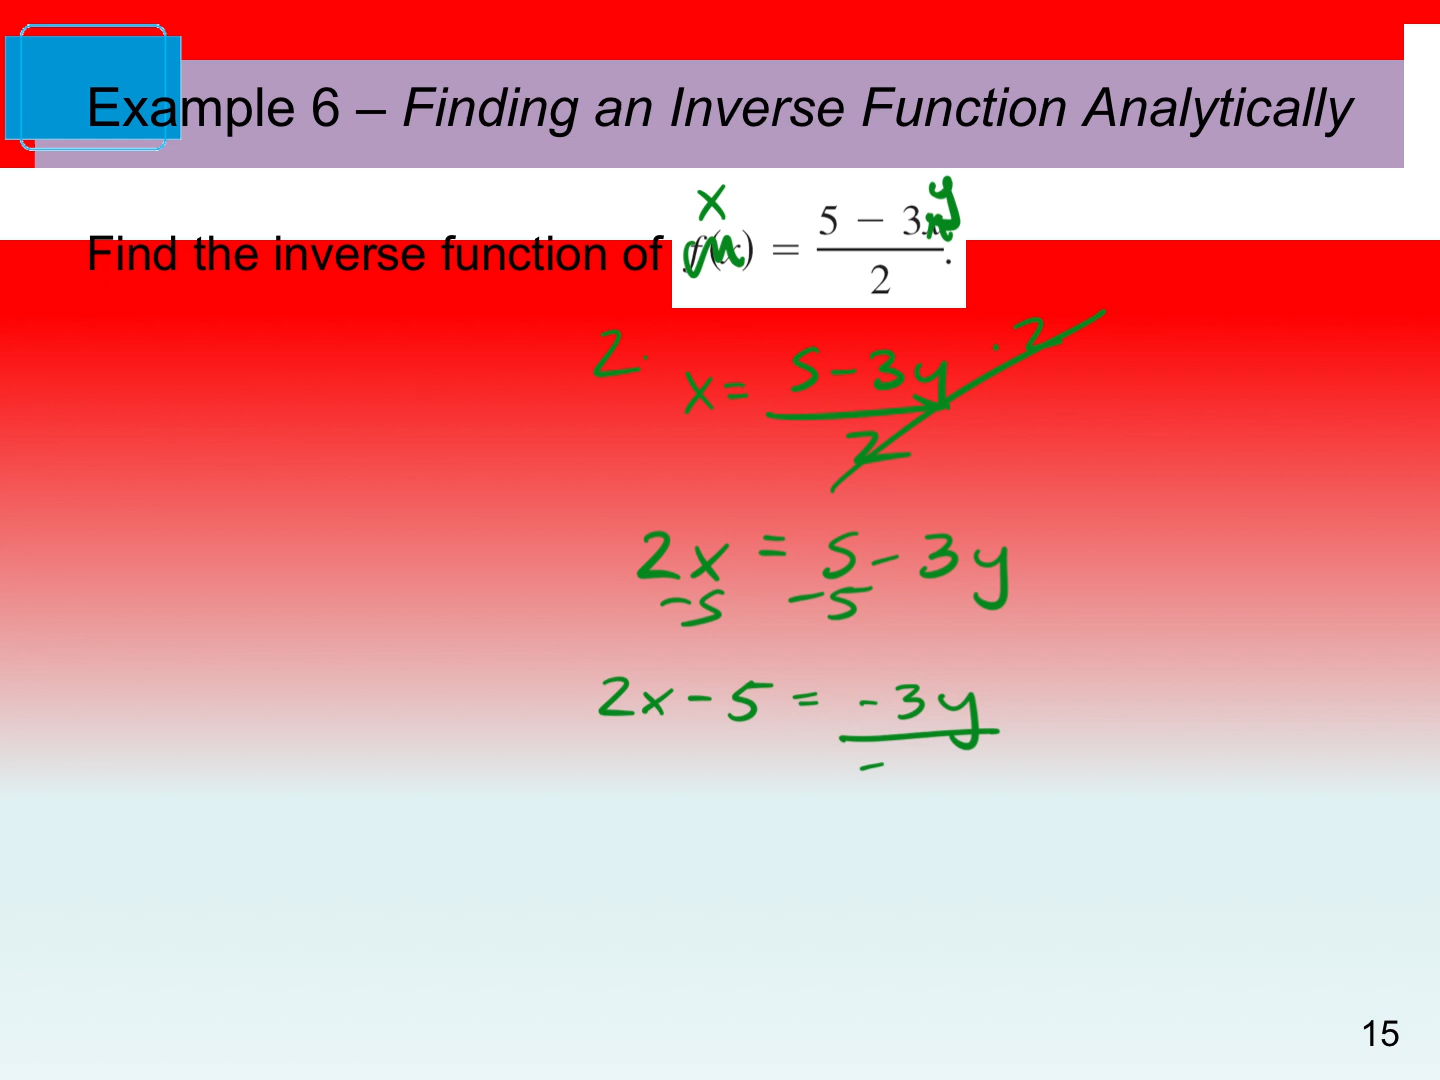 Example 6 – Finding an Inverse Function Analytically
x y
Find the inverse function of f(x) = 5 − 3x / 2 .
2 · x = 5 - 3y / 2 · 2
2x = 5 - 3y
-5 -5
2x - 5 = -3y
-
15